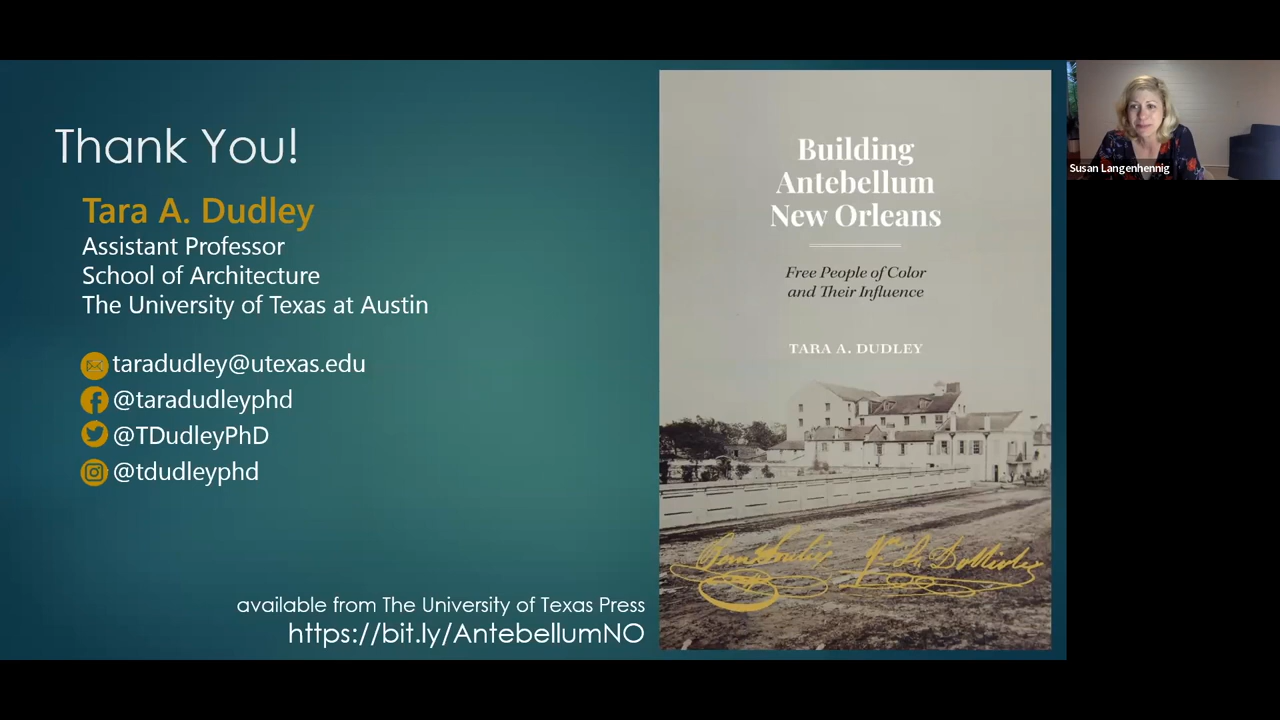 Thank You!
Tara A. Dudley
Assistant Professor
School of Architecture
The University of Texas at Austin
taradudley@utexas.edu
@taradudleyphd
@TDudleyPhD
@tdudleyphd
available from The University of Texas Press
https://bit.ly/AntebellumNO
Building
Antebellum
New Orleans
Free People of Color
and Their Influence
TARA A. DUDLEY
Susan Langenhennig